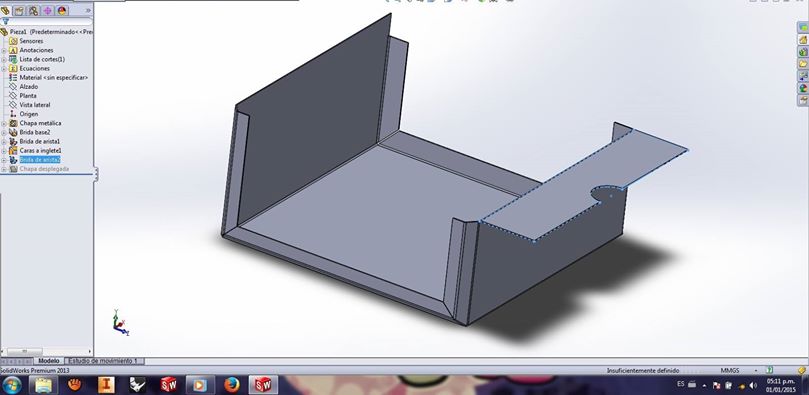 Pieza1 (Predeterminado<<Pre
Sensores
Anotaciones
Lista de cortes(1)
Ecuaciones
Material <sin especificar>
Alzado
Planta
Vista lateral
Origen
Chapa metálica
Brida base2
Brida de arista1
Caras a inglete1
Brida de arista2
Chapa desplegada
Modelo
Estudio de movimiento 1
SolidWorks Premium 2013
Insuficientemente definido
MMGS
ES
05:11 p.m.
01/01/2015